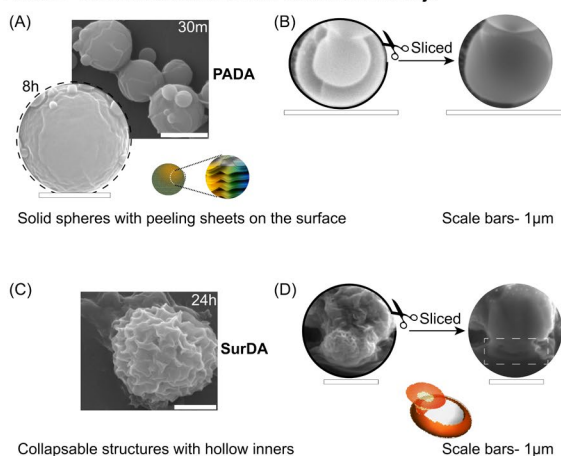 (A)
30m
PADA
8h
Solid spheres with peeling sheets on the surface
(B)
Sliced
Scale bars- 1μm
(C)
24h
SurDA
Collapsable structures with hollow inners
(D)
Sliced
Scale bars- 1μm